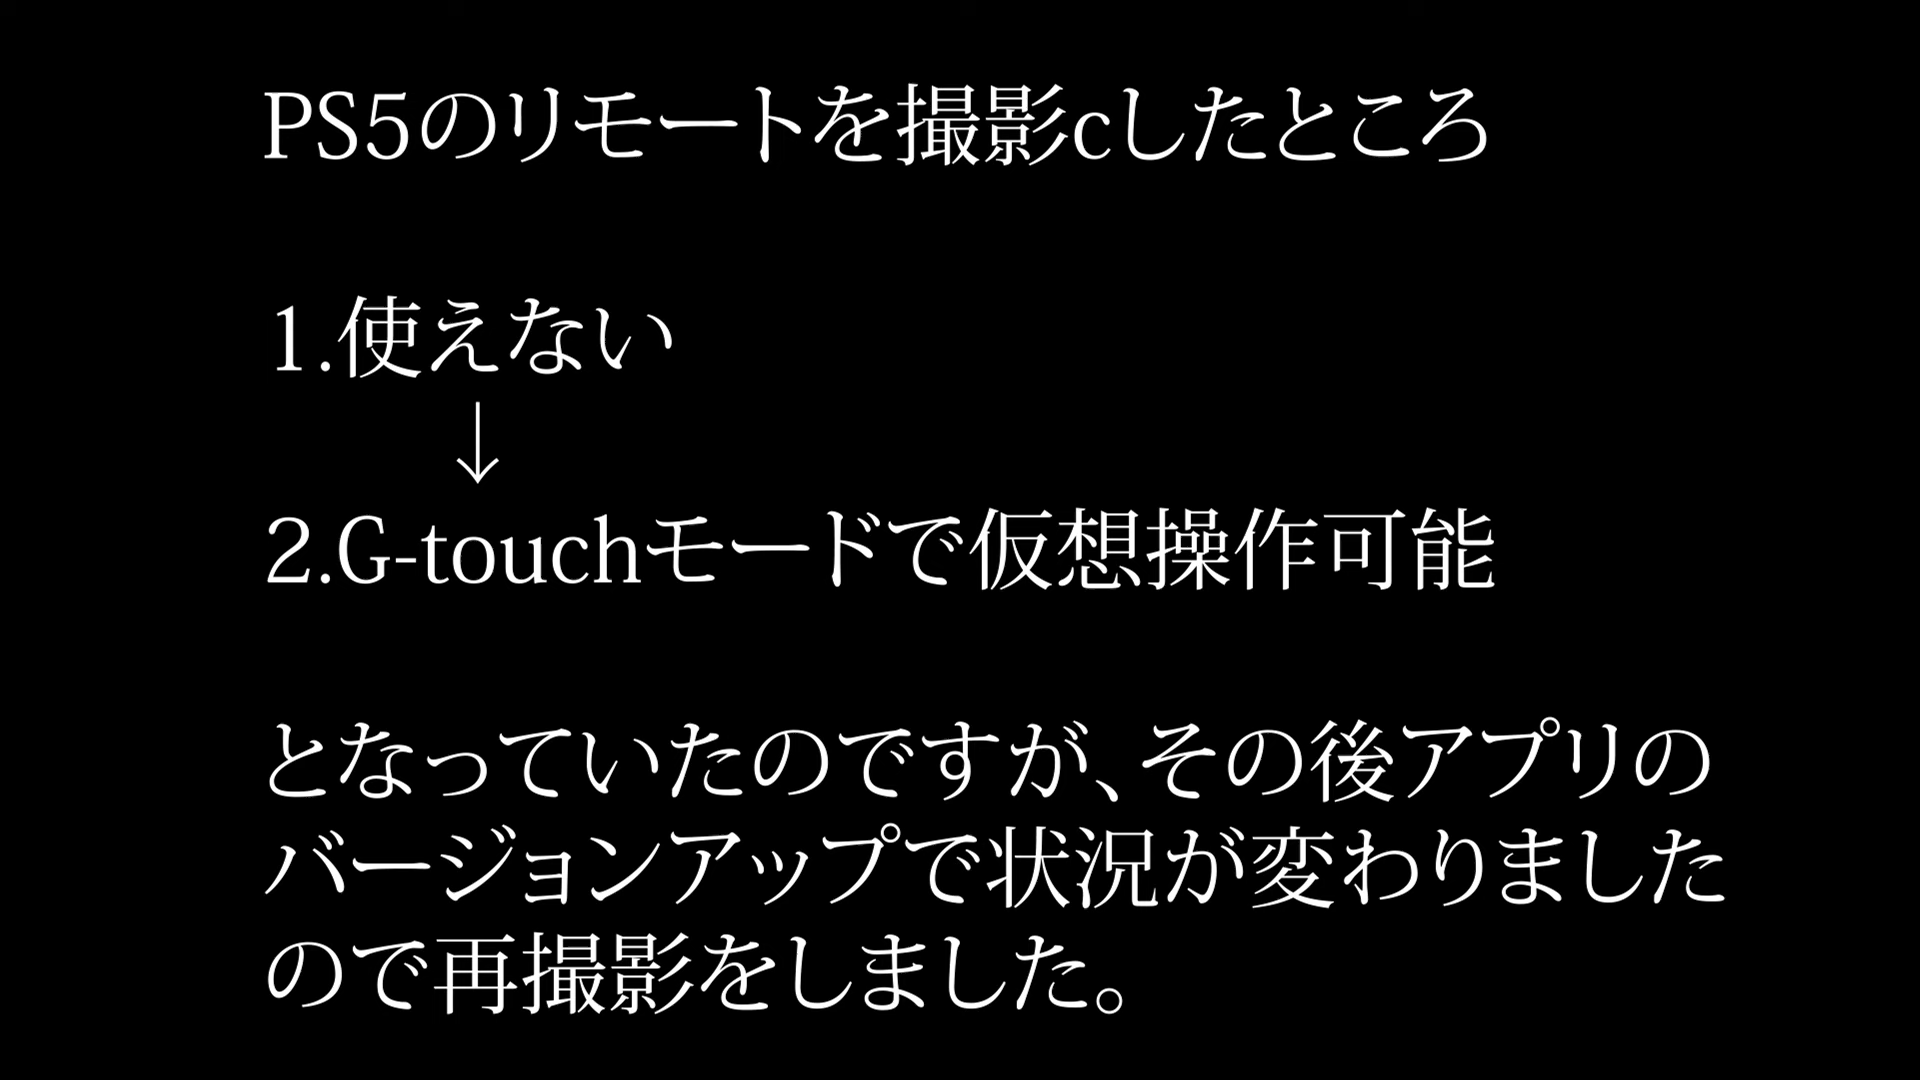 PS5のリモートを撮影cしたところ
1.使えない
↓
2.G-touchモードで仮想操作可能
となっていたのですが、その後アプリの
バージョンアップで状況が変わりました
ので再撮影をしました。